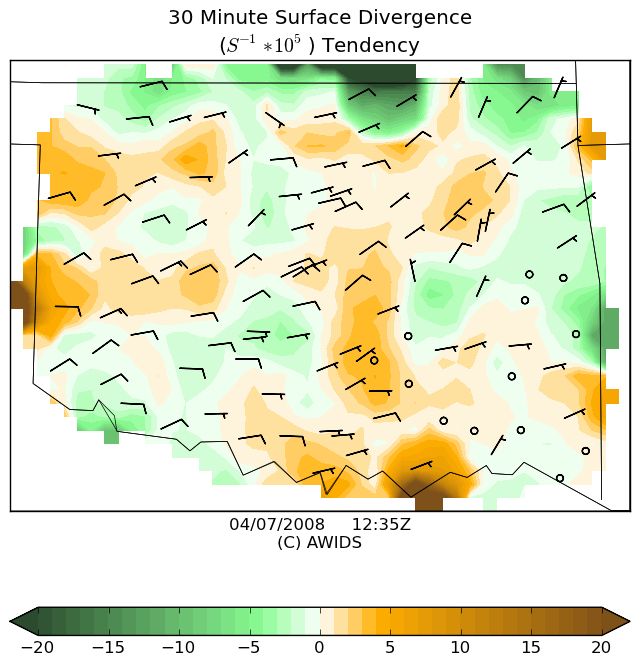 30 Minute Surface Divergence
(S⁻¹ * 10⁵ ) Tendency
04/07/2008 12:35Z
(C) AWIDS
−20 −15 −10 −5 0 5 10 15 20